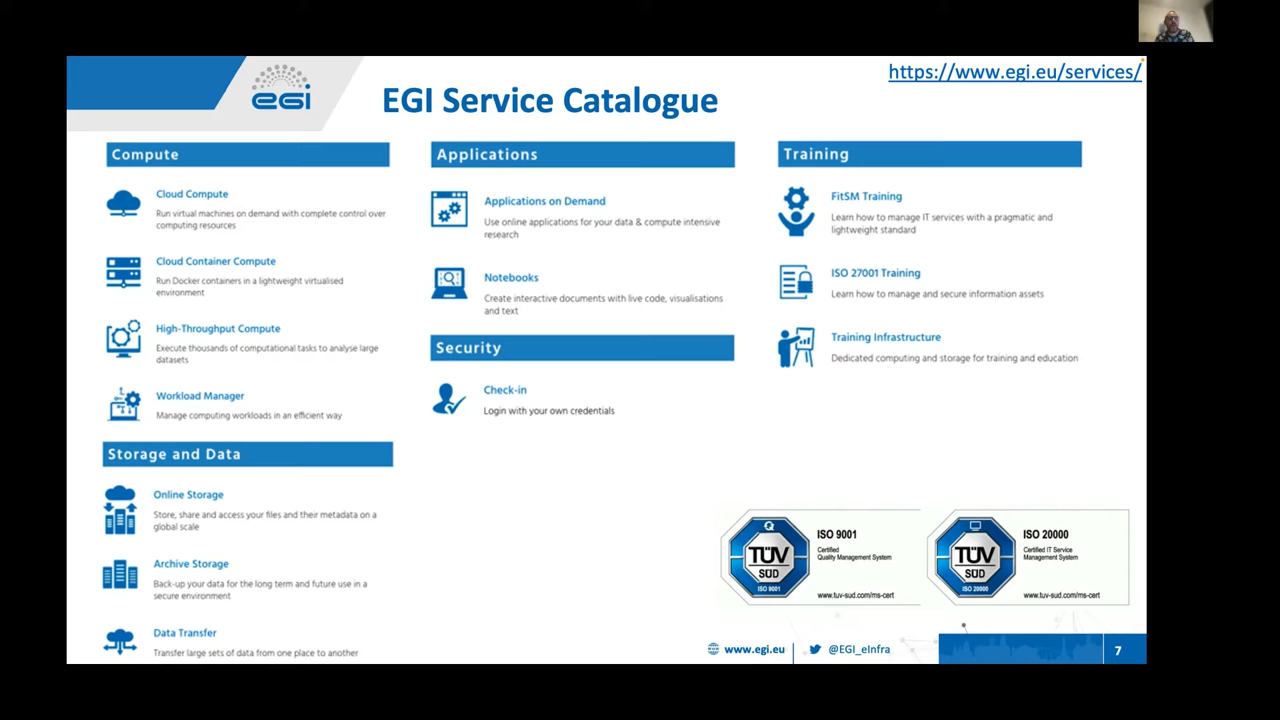 https://www.egi.eu/services/
egi
EGI Service Catalogue
Compute
Cloud Compute
Run virtual machines on demand with complete control over
computing resources
Cloud Container Compute
Run Docker containers in a lightweight virtualised
environment
High-Throughput Compute
Execute thousands of computational tasks to analyse large
datasets
Workload Manager
Manage computing workloads in an efficient way
Storage and Data
Online Storage
Store, share and access your files and their metadata on a
global scale
Archive Storage
Back-up your data for the long term and future use in a
secure environment
Data Transfer
Transfer large sets of data from one place to another
Applications
Applications on Demand
Use online applications for your data & compute intensive
research
Notebooks
Create interactive documents with live code, visualisations
and text
Security
Check-in
Login with your own credentials
Training
FitSM Training
Learn how to manage IT services with a pragmatic and
lightweight standard
ISO 27001 Training
Learn how to manage and secure information assets
Training Infrastructure
Dedicated computing and storage for training and education
TÜV
SÜD
ISO 9001
ISO 9001
Certified
Quality Management System
www.tuv-sud.com/ms-cert
TÜV
SÜD
ISO 20000
ISO 20000
Certified IT Service
Management System
www.tuv-sud.com/ms-cert
www.egi.eu
@EGI_eInfra
7